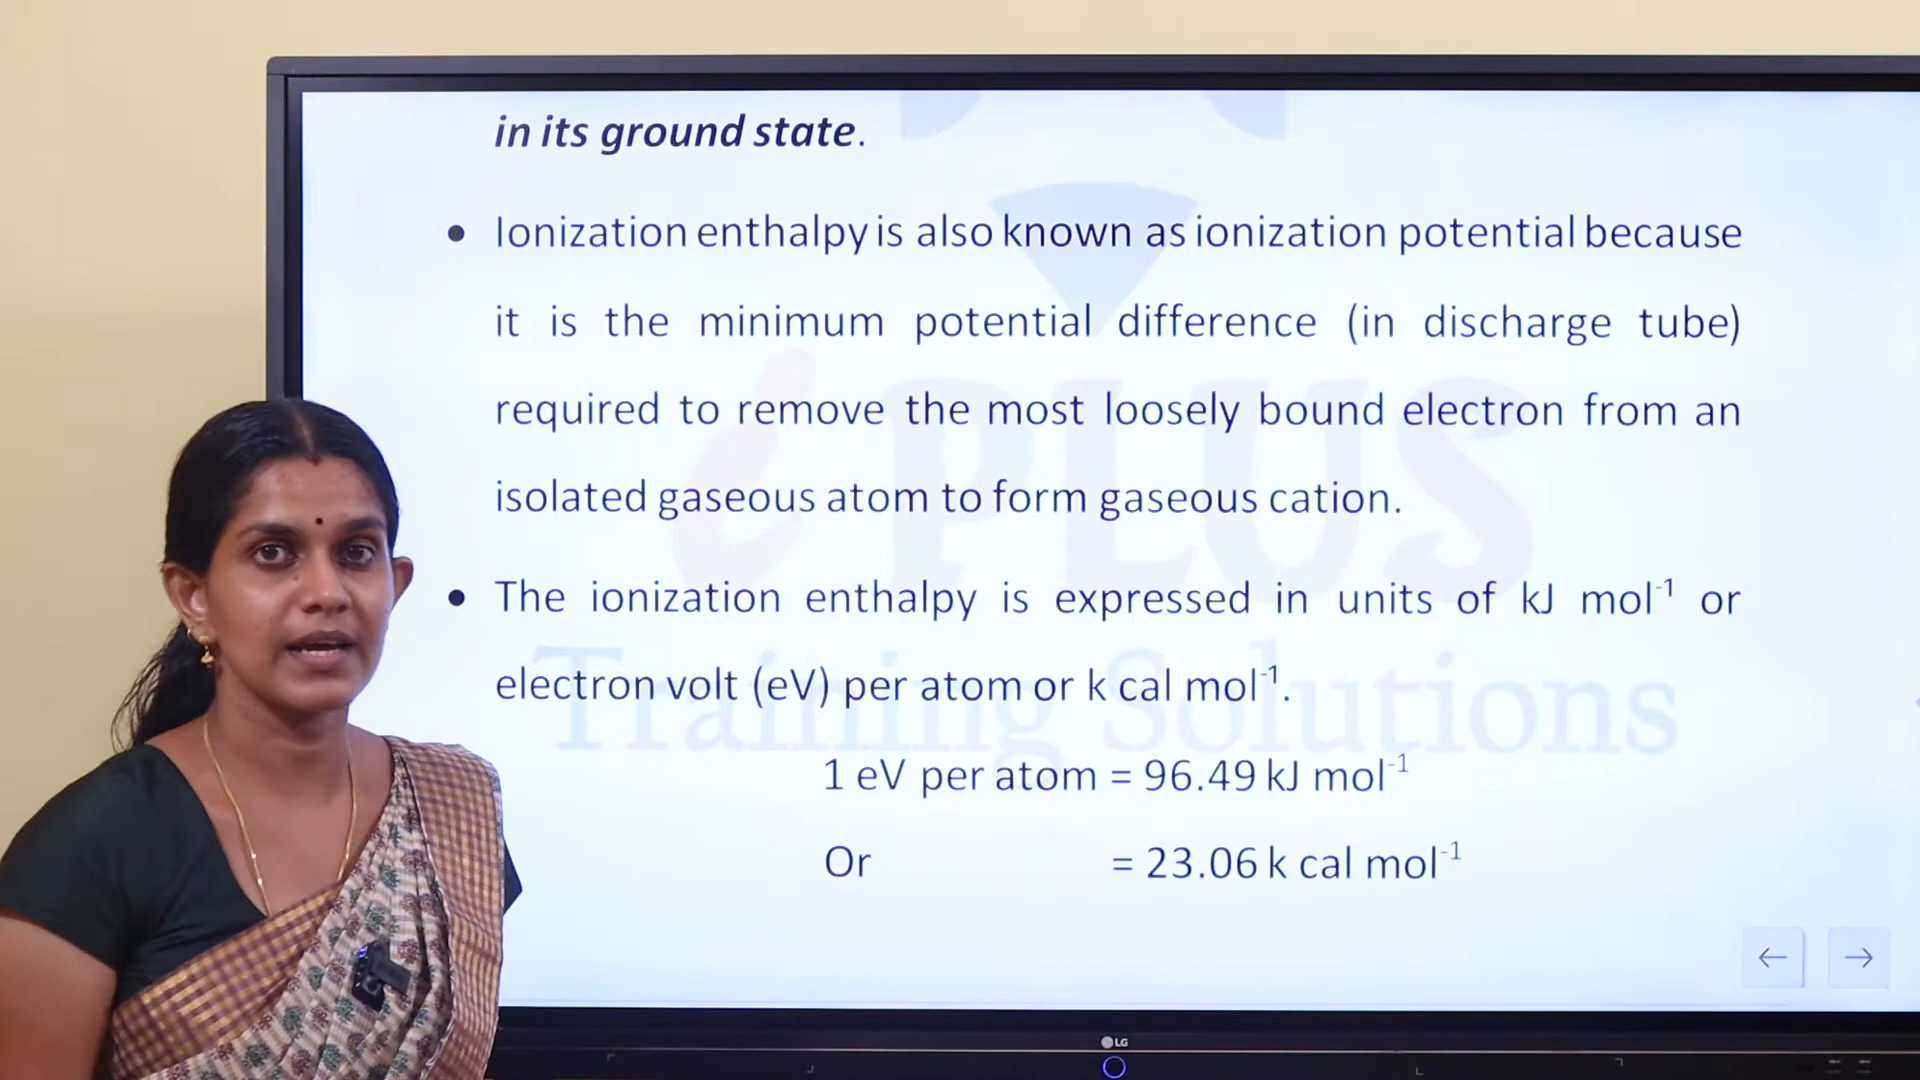 in its ground state.
• Ionization enthalpy is also known as ionization potential because
it is the minimum potential difference (in discharge tube)
required to remove the most loosely bound electron from an
isolated gaseous atom to form gaseous cation.
• The ionization enthalpy is expressed in units of kJ mol⁻¹ or
electron volt (eV) per atom or k cal mol⁻¹.
1 eV per atom = 96.49 kJ mol⁻¹
Or = 23.06 k cal mol⁻¹
PLUS
Training Solutions
← →
LG